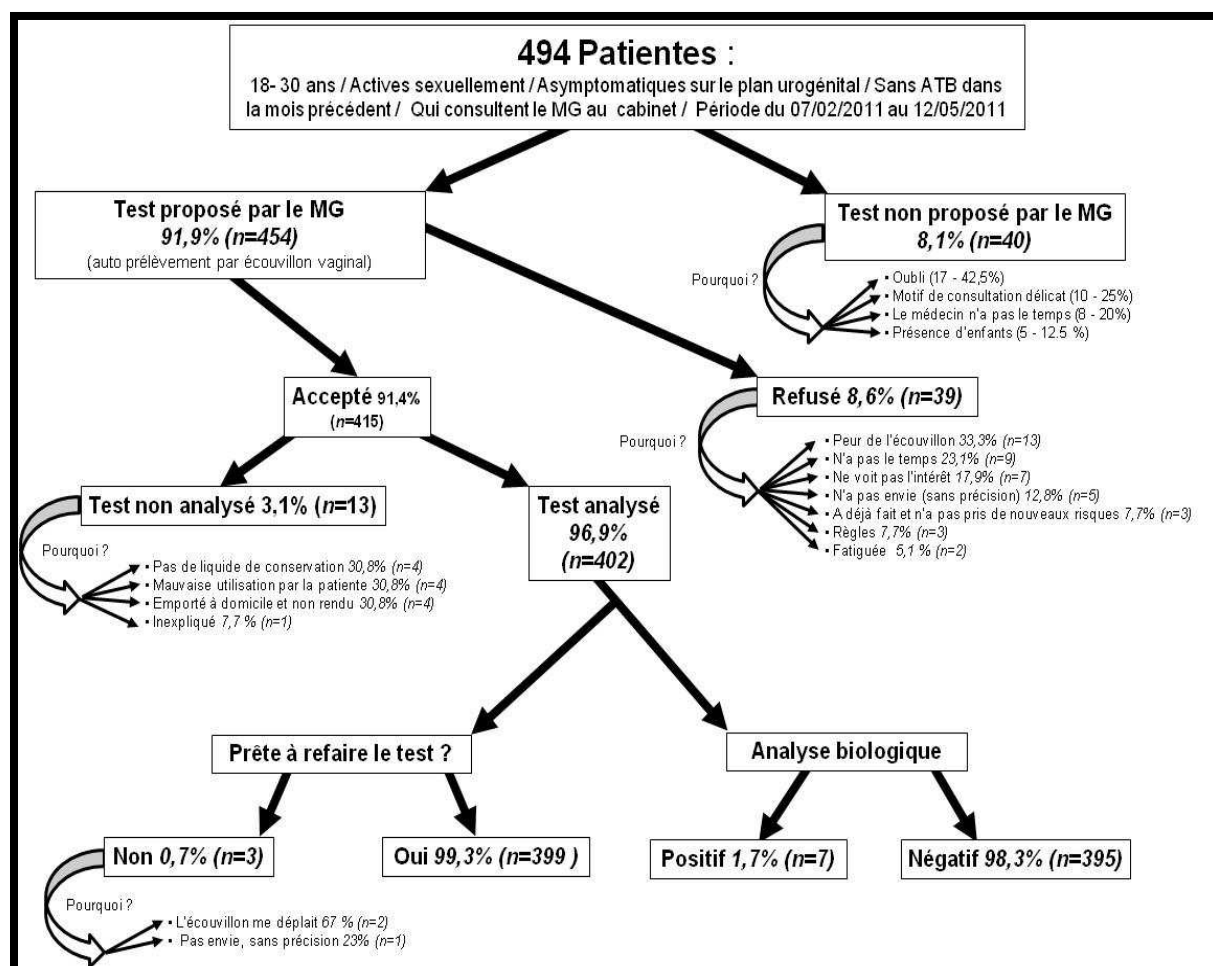 494 Patientes :
18- 30 ans / Actives sexuellement / Asymptomatiques sur le plan urogénital / Sans ATB dans
la mois précédent / Qui consultent le MG au cabinet / Période du 07/02/2011 au 12/05/2011
Test proposé par le MG
91,9% (n=454)
(auto prélèvement par écouvillon vaginal)
Test non proposé par le MG
8,1% (n=40)
Pourquoi ?
▪ Oubli (17 - 42,5%)
▪ Motif de consultation délicat (10 - 25%)
▪ Le médecin n'a pas le temps (8 - 20%)
▪ Présence d'enfants (5 - 12.5 %)
Accepté 91,4%
(n=415)
Refusé 8,6% (n=39)
Pourquoi ?
▪ Peur de l'écouvillon 33,3% (n=13)
▪ N'a pas le temps 23,1% (n=9)
▪ Ne voit pas l'intérêt 17,9% (n=7)
▪ N'a pas envie (sans précision) 12,8% (n=5)
▪ A déjà fait et n'a pas pris de nouveaux risques 7,7% (n=3)
▪ Règles 7,7% (n=3)
▪ Fatiguée 5,1 % (n=2)
Test non analysé 3,1% (n=13)
Pourquoi ?
▪ Pas de liquide de conservation 30,8% (n=4)
▪ Mauvaise utilisation par la patiente 30,8% (n=4)
▪ Emporté à domicile et non rendu 30,8% (n=4)
▪ Inexpliqué 7,7 % (n=1)
Test analysé
96,9%
(n=402)
Prête à refaire le test ?
Analyse biologique
Non 0,7% (n=3)
Oui 99,3% (n=399 )
Positif 1,7% (n=7)
Négatif 98,3% (n=395)
Pourquoi ?
▪ L'écouvillon me déplait 67 % (n=2)
▪ Pas envie, sans précision 23% (n=1)